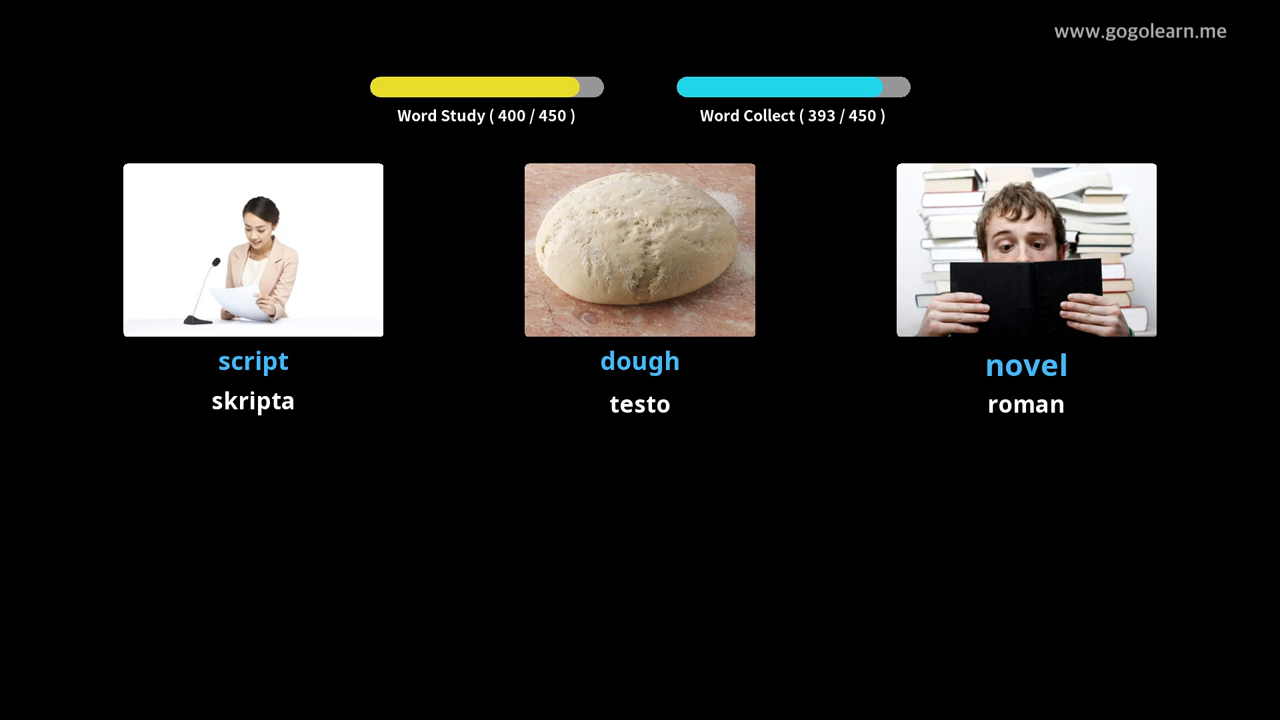 www.gogolearn.me
Word Study ( 400 / 450 )
Word Collect ( 393 / 450 )
script
skripta
dough
testo
novel
roman